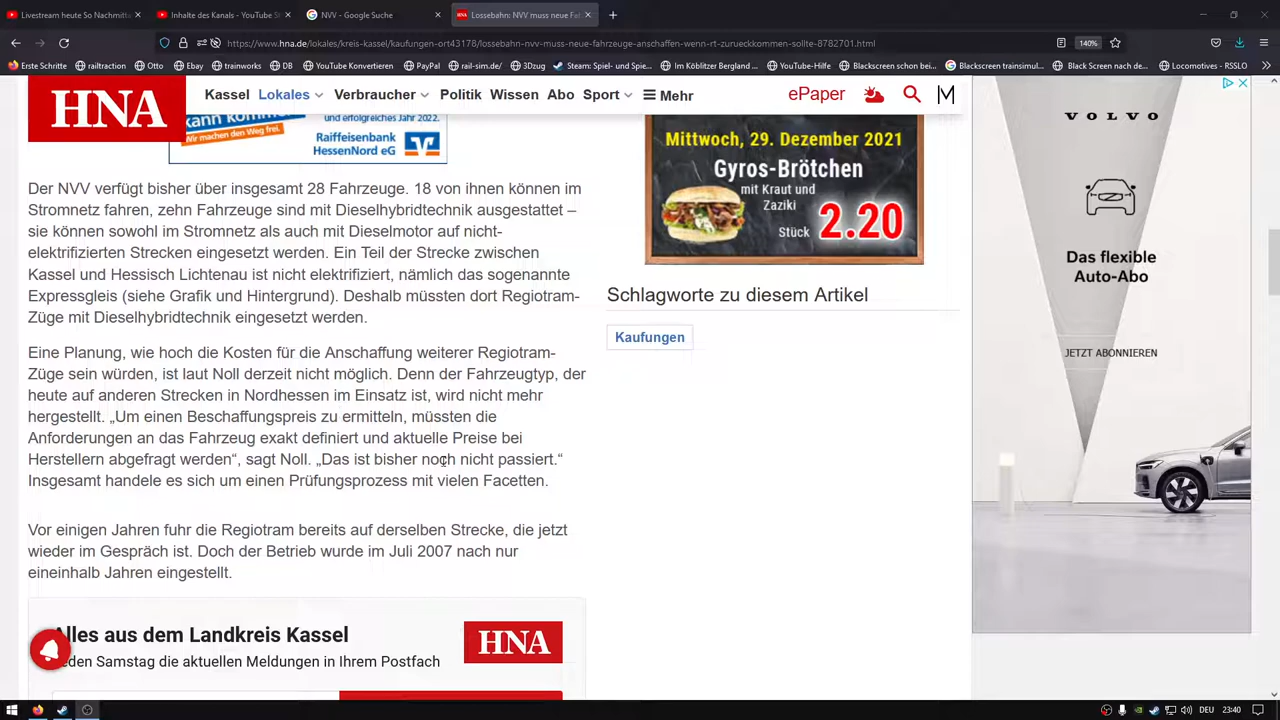 Livestream heute So Nachmitta
Inhalte des Kanals - YouTube S
NVV - Google Suche
HNA Lossebahn: NVV muss neue Fa
https://www.hna.de/lokales/kreis-kassel/kaufungen-ort43178/lossebahn-nvv-muss-neue-fahrzeuge-anschaffen-wenn-rt-zurueckkommen-sollte-8782701.html
140%
Erste Schritte railtraction Otto Ebay trainworks DB YouTube Konvertieren PayPal rail-sim.de/ 3Dzug Steam: Spiel- und Spie... Im Köblitzer Bergland ... YouTube-Hilfe Blackscreen schon bei... Blackscreen trainsimul... Black Screen nach de... Locomotives - RSSLO
HNA
Kassel Lokales Verbraucher Politik Wissen Abo Sport Mehr
ePaper
kann komme
Wir machen den Weg frei.
und erfolgreiches Jahr 2022.
Raiffeisenbank
HessenNord eG
Der NVV verfügt bisher über insgesamt 28 Fahrzeuge. 18 von ihnen können im
Stromnetz fahren, zehn Fahrzeuge sind mit Dieselhybridtechnik ausgestattet –
sie können sowohl im Stromnetz als auch mit Dieselmotor auf nicht-
elektrifizierten Strecken eingesetzt werden. Ein Teil der Strecke zwischen
Kassel und Hessisch Lichtenau ist nicht elektrifiziert, nämlich das sogenannte
Expressgleis (siehe Grafik und Hintergrund). Deshalb müssten dort Regiotram-
Züge mit Dieselhybridtechnik eingesetzt werden.
Eine Planung, wie hoch die Kosten für die Anschaffung weiterer Regiotram-
Züge sein würden, ist laut Noll derzeit nicht möglich. Denn der Fahrzeugtyp, der
heute auf anderen Strecken in Nordhessen im Einsatz ist, wird nicht mehr
hergestellt. „Um einen Beschaffungspreis zu ermitteln, müssten die
Anforderungen an das Fahrzeug exakt definiert und aktuelle Preise bei
Herstellern abgefragt werden“, sagt Noll. „Das ist bisher noch nicht passiert.“
Insgesamt handele es sich um einen Prüfungsprozess mit vielen Facetten.
Vor einigen Jahren fuhr die Regiotram bereits auf derselben Strecke, die jetzt
wieder im Gespräch ist. Doch der Betrieb wurde im Juli 2007 nach nur
eineinhalb Jahren eingestellt.
Alles aus dem Landkreis Kassel
Jeden Samstag die aktuellen Meldungen in Ihrem Postfach
HNA
Mittwoch, 29. Dezember 2021
Gyros-Brötchen
mit Kraut und
Zaziki
Stück 2.20
Schlagworte zu diesem Artikel
Kaufungen
VOLVO
Das flexible
Auto-Abo
JETZT ABONNIEREN
DEU 23:40